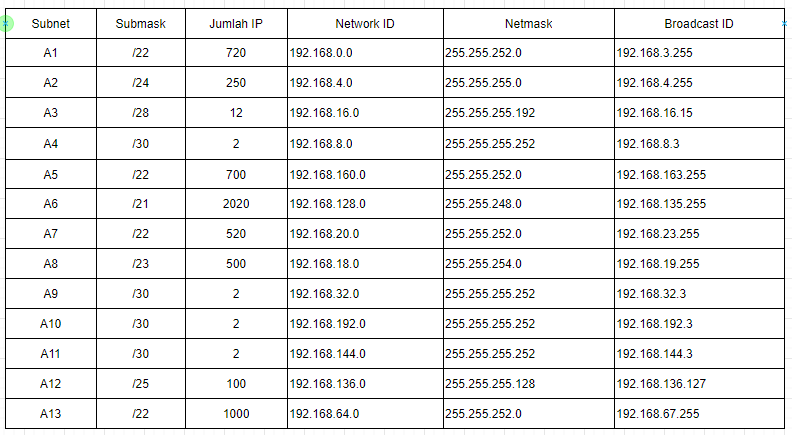 Subnet Submask Jumlah IP Network ID Netmask Broadcast ID
A1 /22 720 192.168.0.0 255.255.252.0 192.168.3.255
A2 /24 250 192.168.4.0 255.255.255.0 192.168.4.255
A3 /28 12 192.168.16.0 255.255.255.192 192.168.16.15
A4 /30 2 192.168.8.0 255.255.255.252 192.168.8.3
A5 /22 700 192.168.160.0 255.255.252.0 192.168.163.255
A6 /21 2020 192.168.128.0 255.255.248.0 192.168.135.255
A7 /22 520 192.168.20.0 255.255.252.0 192.168.23.255
A8 /23 500 192.168.18.0 255.255.254.0 192.168.19.255
A9 /30 2 192.168.32.0 255.255.255.252 192.168.32.3
A10 /30 2 192.168.192.0 255.255.255.252 192.168.192.3
A11 /30 2 192.168.144.0 255.255.255.252 192.168.144.3
A12 /25 100 192.168.136.0 255.255.255.128 192.168.136.127
A13 /22 1000 192.168.64.0 255.255.252.0 192.168.67.255